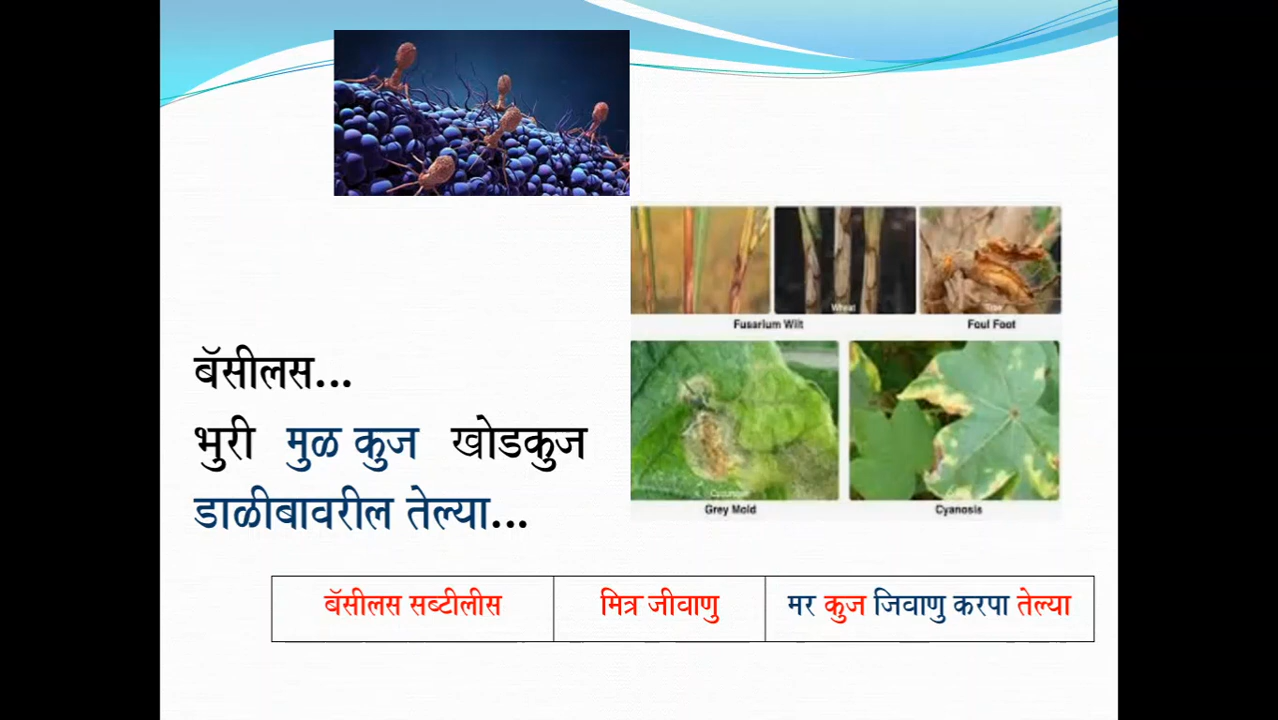 Wheat
Fusarium Wilt
Foul Foot
बॅसीलस...
भुरी मुळ कुज खोडकुज
डाळीबावरील तेल्या...
Grey Mold
Cyanosis
बॅसीलस सब्टीलीस
मित्र जीवाणु
मर कुज जिवाणु करपा तेल्या